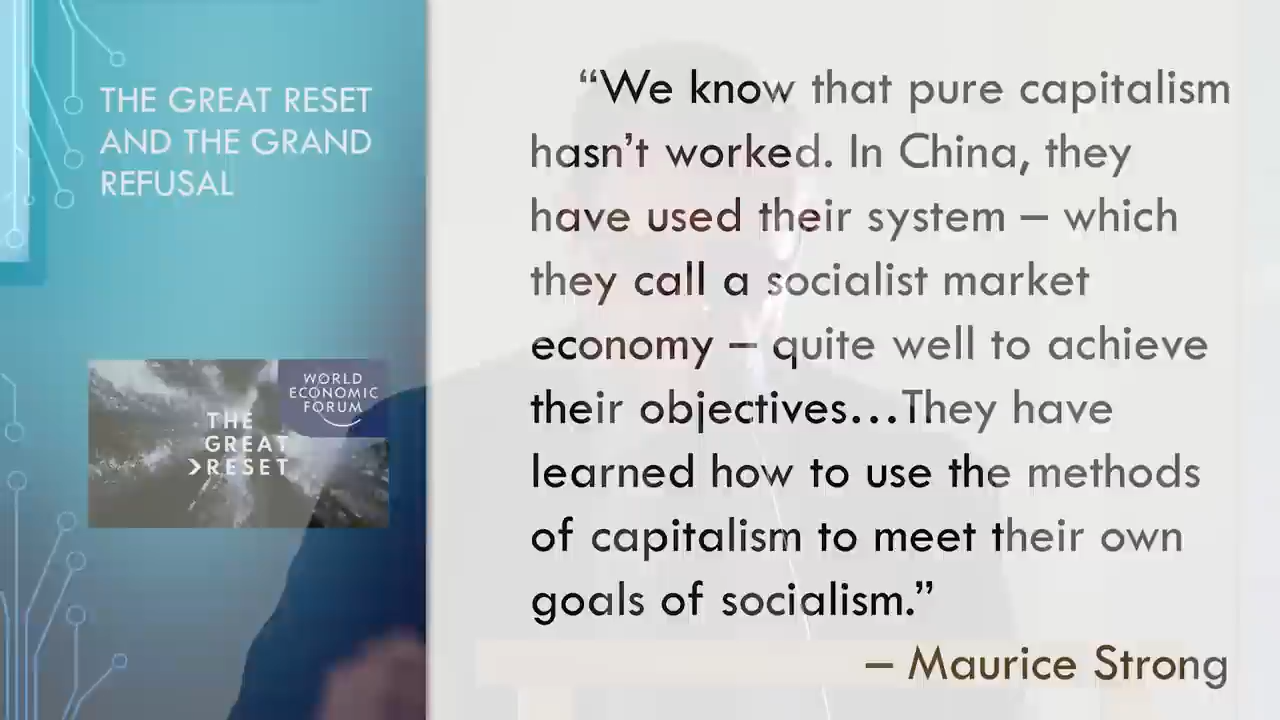 THE GREAT RESET
AND THE GRAND
REFUSAL
WORLD
ECONOMIC
FORUM
THE
GREAT
>RESET
“We know that pure capitalism
hasn’t worked. In China, they
have used their system – which
they call a socialist market
economy – quite well to achieve
their objectives…They have
learned how to use the methods
of capitalism to meet their own
goals of socialism.”
– Maurice Strong